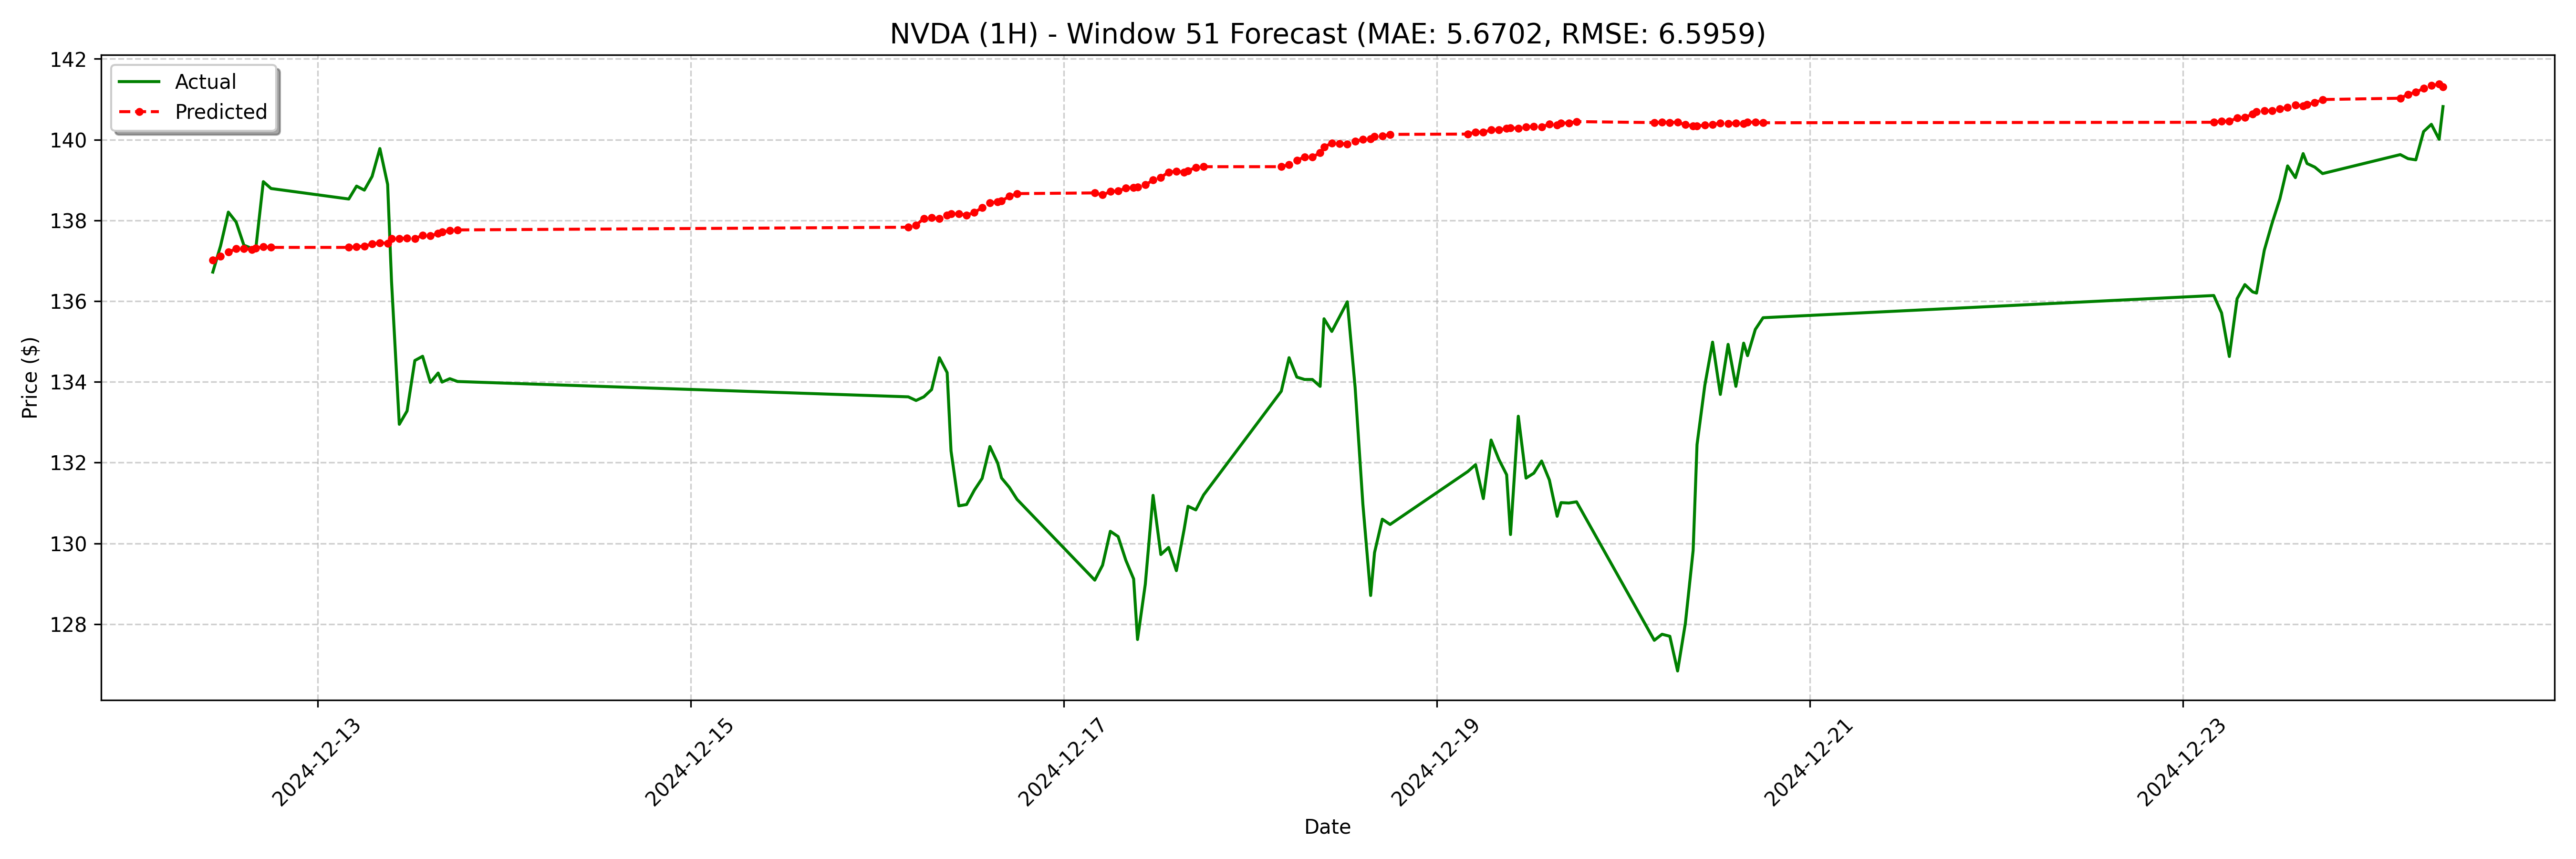 NVDA (1H) - Window 51 Forecast (MAE: 5.6702, RMSE: 6.5959)
Actual
Predicted
142
140
138
136
134
132
130
128
Price ($)
2024-12-13
2024-12-15
2024-12-17
2024-12-19
2024-12-21
2024-12-23
Date